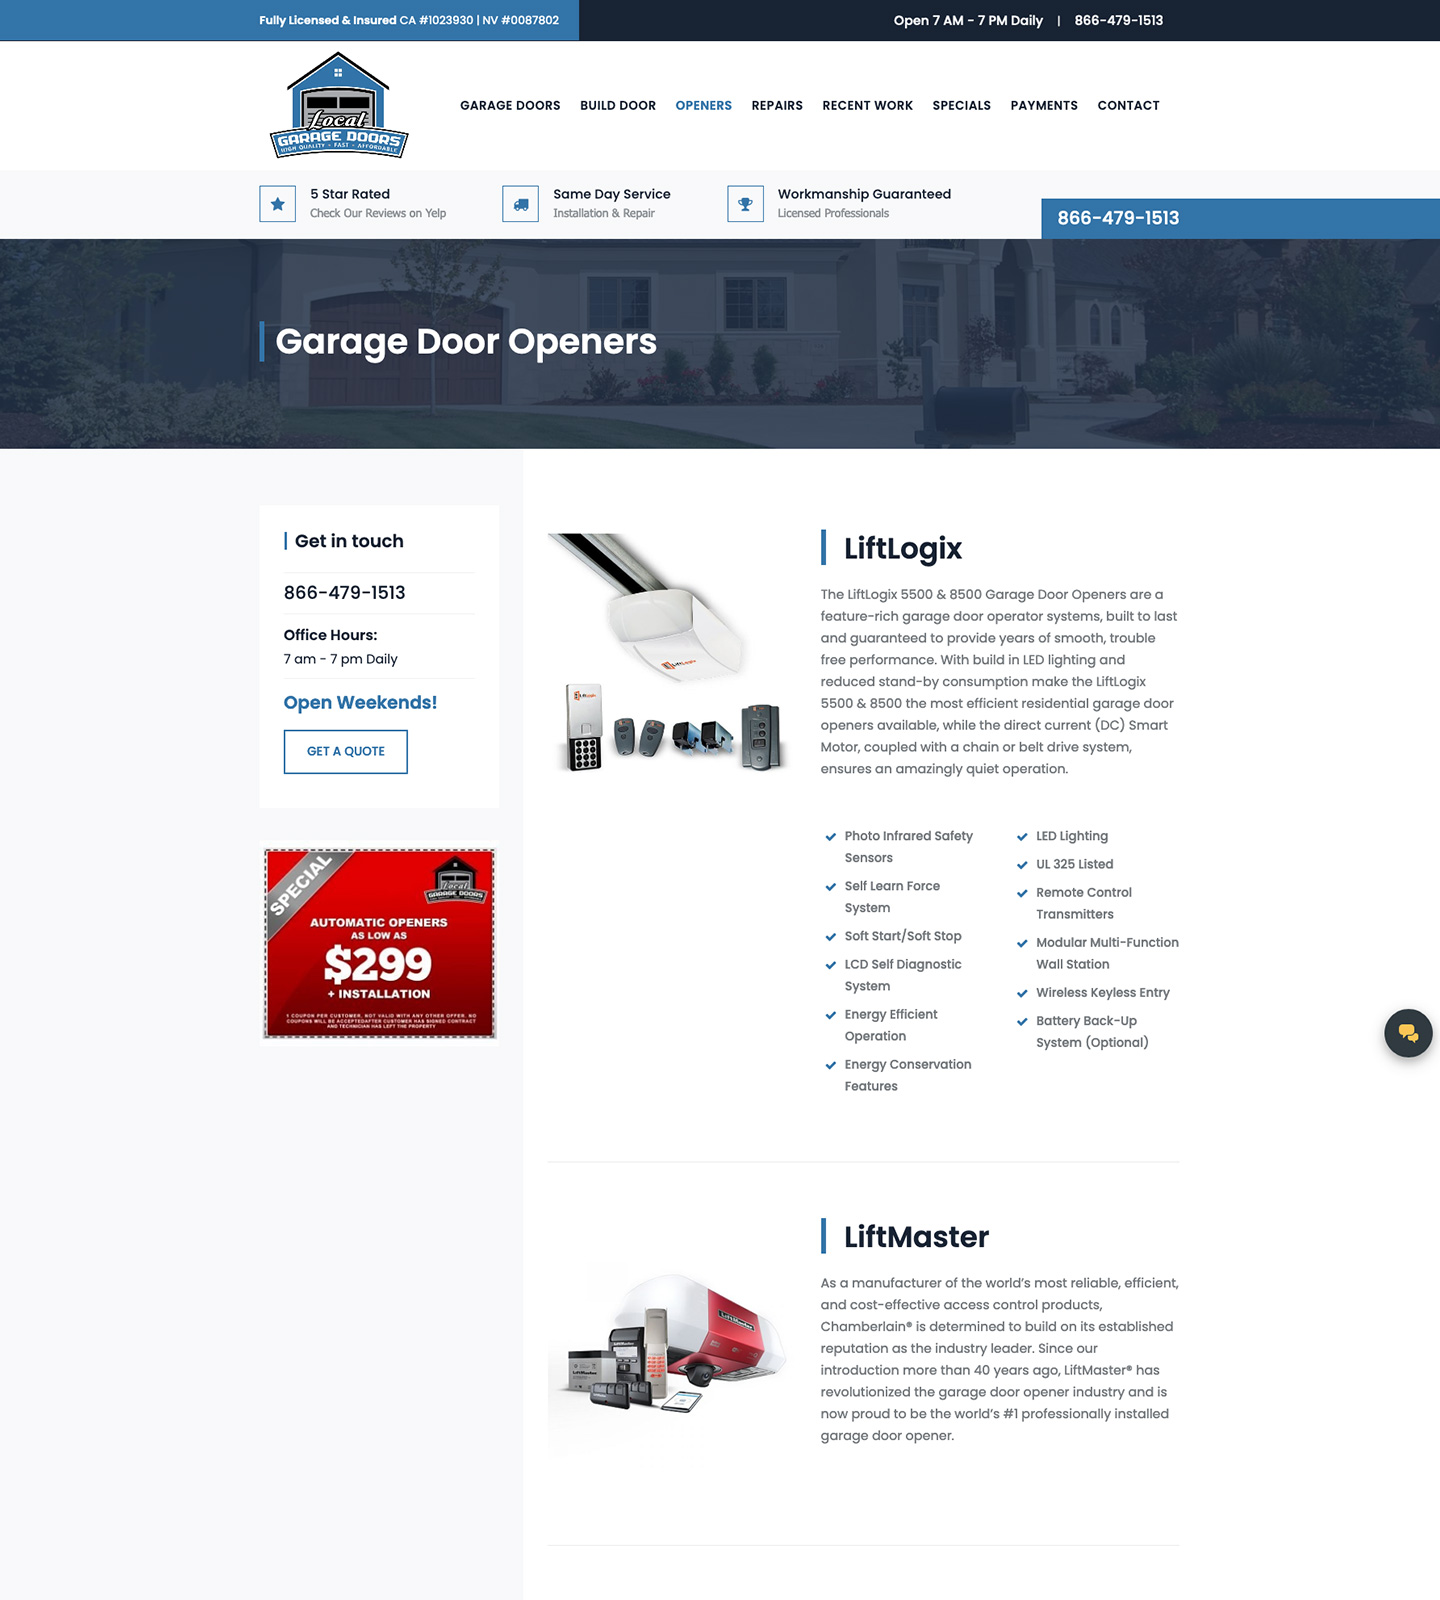 Fully Licensed & Insured CA #1023930 | NV #0087802
Open 7 AM - 7 PM Daily | 866-479-1513
Local
GARAGE DOORS
HIGH QUALITY - FAST - AFFORDABLE
GARAGE DOORS BUILD DOOR OPENERS REPAIRS RECENT WORK SPECIALS PAYMENTS CONTACT
5 Star Rated
Check Our Reviews on Yelp
Same Day Service
Installation & Repair
Workmanship Guaranteed
Licensed Professionals
866-479-1513
Garage Door Openers
Get in touch
866-479-1513
Office Hours:
7 am - 7 pm Daily
Open Weekends!
GET A QUOTE
SPECIAL
Local
GARAGE DOORS
AUTOMATIC OPENERS
AS LOW AS
$299
+ INSTALLATION
1 COUPON PER CUSTOMER, NOT VALID WITH ANY OTHER OFFER. NO
COUPONS WILL BE ACCEPTEDAFTER CUSTOMER HAS SIGNED CONTRACT
AND TECHNICIAN HAS LEFT THE PROPERTY
LiftLogix
LiftLogix
LiftLogix
The LiftLogix 5500 & 8500 Garage Door Openers are a
feature-rich garage door operator systems, built to last
and guaranteed to provide years of smooth, trouble
free performance. With build in LED lighting and
reduced stand-by consumption make the LiftLogix
5500 & 8500 the most efficient residential garage door
openers available, while the direct current (DC) Smart
Motor, coupled with a chain or belt drive system,
ensures an amazingly quiet operation.
Photo Infrared Safety
Sensors
Self Learn Force
System
Soft Start/Soft Stop
LCD Self Diagnostic
System
Energy Efficient
Operation
Energy Conservation
Features
LED Lighting
UL 325 Listed
Remote Control
Transmitters
Modular Multi-Function
Wall Station
Wireless Keyless Entry
Battery Back-Up
System (Optional)
LiftMaster
LiftMaster
LiftMaster
LiftMaster
As a manufacturer of the world's most reliable, efficient,
and cost-effective access control products,
Chamberlain® is determined to build on its established
reputation as the industry leader. Since our
introduction more than 40 years ago, LiftMaster® has
revolutionized the garage door opener industry and is
now proud to be the world's #1 professionally installed
garage door opener.